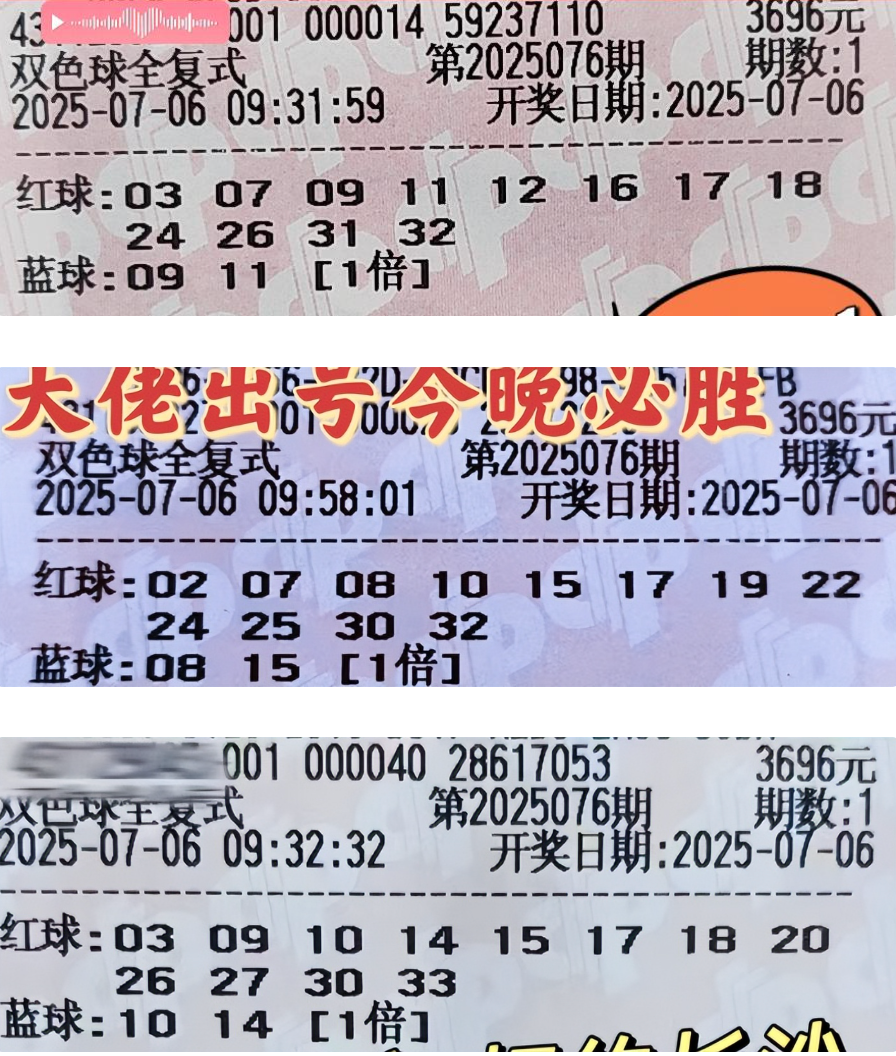 001 000014 59237110 3696元
双色球全复式 第2025076期 期数:1
2025-07-06 09:31:59 开奖日期:2025-07-06
红球:03 07 09 11 12 16 17 18
24 26 31 32
蓝球:09 11 [1倍]
大佬出号今晚必胜
3696元
双色球全复式 第2025076期 期数:1
2025-07-06 09:58:01 开奖日期:2025-07-06
红球:02 07 08 10 15 17 19 22
24 25 30 32
蓝球:08 15 [1倍]
001 000040 28617053 3696元
双色球全复式 第2025076期 期数:1
2025-07-06 09:32:32 开奖日期:2025-07-06
红球:03 09 10 14 15 17 18 20
26 27 30 33
蓝球:10 14 [1倍]